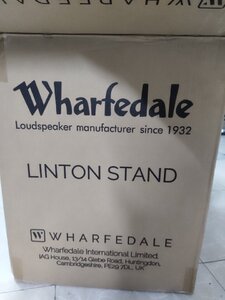 WHARFEDALE
Wharfedale
Loudspeaker manufacturer since 1932
LINTON STAND
W WHARFEDALE
Wharfedale International Limited
IAG House, 13/14 Glebe Road, Huntingdon,
Cambridgeshire, PE29 7DL, UK